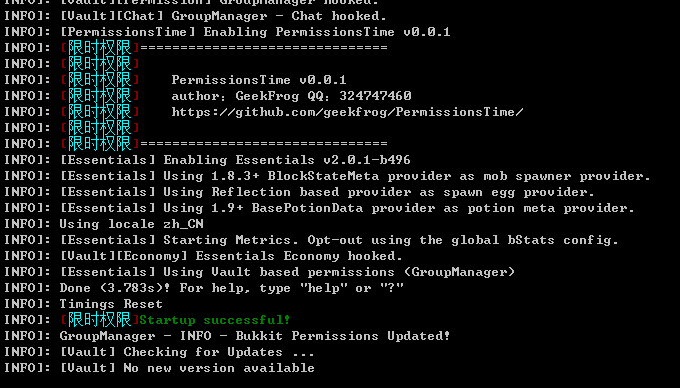 INFO]: [Vault][Permission] GroupManager hooked.
INFO]: [Vault][Chat] GroupManager - Chat hooked.
INFO]: [PermissionsTime] Enabling PermissionsTime v0.0.1
INFO]: [限时权限]===============================
INFO]: [限时权限]
INFO]: [限时权限]    PermissionsTime v0.0.1
INFO]: [限时权限]    author: GeekFrog QQ: 324747460
INFO]: [限时权限]    https://github.com/geekfrog/PermissionsTime/
INFO]: [限时权限]
INFO]: [限时权限]===============================
INFO]: [Essentials] Enabling Essentials v2.0.1-b496
INFO]: [Essentials] Using 1.8.3+ BlockStateMeta provider as mob spawner provider.
INFO]: [Essentials] Using Reflection based provider as spawn egg provider.
INFO]: [Essentials] Using 1.9+ BasePotionData provider as potion meta provider.
INFO]: Using locale zh_CN
INFO]: [Essentials] Starting Metrics. Opt-out using the global bStats config.
INFO]: [Vault][Economy] Essentials Economy hooked.
INFO]: [Essentials] Using Vault based permissions (GroupManager)
INFO]: Done (3.783s)! For help, type "help" or "?"
INFO]: Timings Reset
INFO]: [限时权限]Startup successful!
INFO]: GroupManager - INFO - Bukkit Permissions Updated!
INFO]: [Vault] Checking for Updates ...
INFO]: [Vault] No new version available